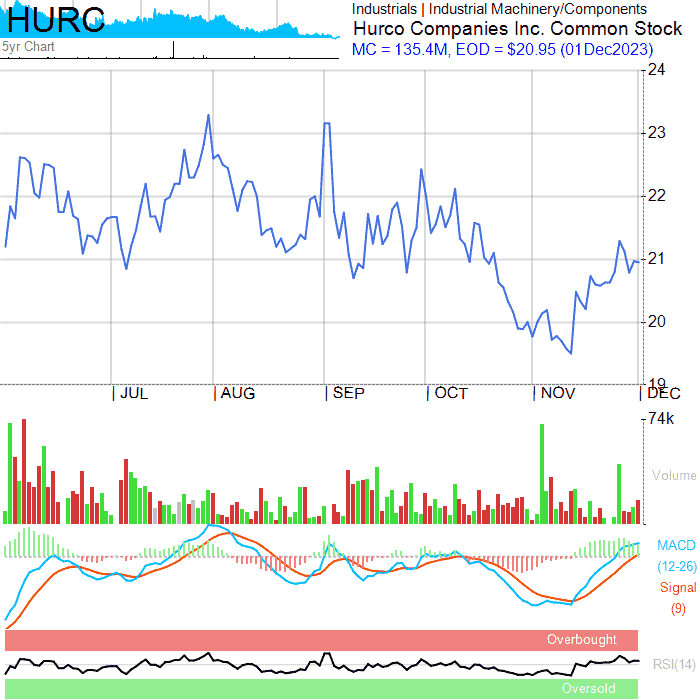 HURC
5yr Chart
Industrials | Industrial Machinery/Components
Hurco Companies Inc. Common Stock
MC = 135.4M, EOD = $20.95 (01Dec2023)
24
23
22
21
20
19
JUL AUG SEP OCT NOV DEC
74k
Volume
MACD
(12-26)
Signal
(9)
Overbought
RSI(14)
Oversold